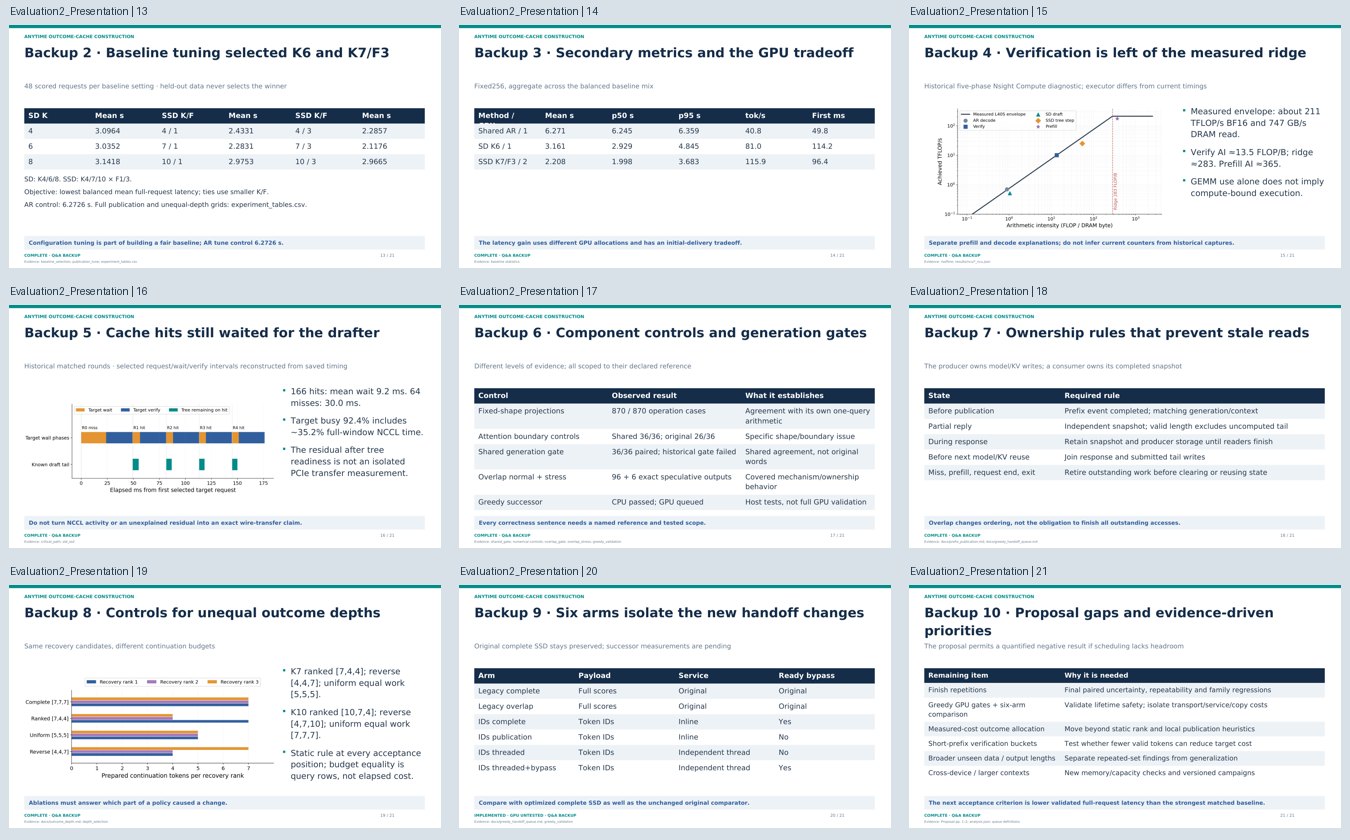 Evaluation2_Presentation | 13
ANYTIME OUTCOME-CACHE CONSTRUCTION
Backup 2 · Baseline tuning selected K6 and K7/F3
48 scored requests per baseline setting · held-out data never selects the winner
SD K Mean s SSD K/F Mean s SSD K/F Mean s
4 3.0964 4 / 1 2.4331 4 / 3 2.2857
6 3.0352 7 / 1 2.2831 7 / 3 2.1176
8 3.1418 10 / 1 2.9753 10 / 3 2.9665
SD: K4/6/8. SSD: K4/7/10 × F1/3.
Objective: lowest balanced mean full-request latency; ties use smaller K/F.
AR control: 6.2726 s. Full publication and unequal-depth grids: experiment_tables.csv.
Configuration tuning is part of building a fair baseline; AR tune control 6.2726 s.
COMPLETE · Q&A BACKUP
13 / 21
Evaluation2_Presentation | 14
ANYTIME OUTCOME-CACHE CONSTRUCTION
Backup 3 · Secondary metrics and the GPU tradeoff
Fixed256, aggregate across the balanced baseline mix
Method / Mean s p50 s p95 s tok/s First ms
Shared AR / 1 6.271 6.245 6.359 40.8 49.8
SD K6 / 1 3.161 2.929 4.845 81.0 114.2
SSD K7/F3 / 2 2.208 1.998 3.683 115.9 96.4
The latency gain uses different GPU allocations and has an initial-delivery tradeoff.
COMPLETE · Q&A BACKUP
14 / 21
Evaluation2_Presentation | 15
ANYTIME OUTCOME-CACHE CONSTRUCTION
Backup 4 · Verification is left of the measured ridge
Historical five-phase Nsight Compute diagnostic; executor differs from current timings
Measured L40S envelope
AR decode
Verify
SD draft
SSD tree step
Prefill
Achieved TFLOP/s
10² 10¹ 10⁰ 10⁻¹
Ridge 283 FLOP/B
10⁻¹ 10⁰ 10¹ 10² 10³
Arithmetic intensity (FLOP / DRAM byte)
• Measured envelope: about 211
TFLOP/s BF16 and 747 GB/s
DRAM read.
• Verify AI ≈13.5 FLOP/B; ridge
≈283. Prefill AI ≈365.
• GEMM use alone does not imply
compute-bound execution.
Separate prefill and decode explanations; do not infer current counters from historical captures.
COMPLETE · Q&A BACKUP
15 / 21
Evaluation2_Presentation | 16
ANYTIME OUTCOME-CACHE CONSTRUCTION
Backup 5 · Cache hits still waited for the drafter
Historical matched rounds · selected request/wait/verify intervals reconstructed from saved timing
Target wait Target verify Tree remaining on hit
R0 miss R1 hit R2 hit R3 hit R4 hit
Target wait phases
Known draft tail
0 25 50 75 100 125 150 175
Elapsed ms from first selected target request
• 166 hits: mean wait 9.2 ms. 64
misses: 30.0 ms.
• Target busy 92.4% includes
~35.2% full-window NCCL time.
• The residual after tree
readiness is not an isolated
PCIe transfer measurement.
Do not turn NCCL activity or an unexplained residual into an exact wire-transfer claim.
COMPLETE · Q&A BACKUP
16 / 21
Evaluation2_Presentation | 17
ANYTIME OUTCOME-CACHE CONSTRUCTION
Backup 6 · Component controls and generation gates
Different levels of evidence; all scoped to their declared reference
Control Observed result What it establishes
Fixed-shape projections 870 / 870 operation cases Agreement with its own one-query
arithmetic
Attention boundary controls Shared 36/36; original 26/36 Specific shape/boundary issue
Shared generation gate 36/36 paired; historical gate failed Shared agreement, not original
words
Overlap normal + stress 96 + 6 exact speculative outputs Covered mechanism/ownership
behavior
Greedy successor CPU passed; GPU queued Host tests, not full GPU validation
Every correctness sentence needs a named reference and tested scope.
COMPLETE · Q&A BACKUP
17 / 21
Evaluation2_Presentation | 18
ANYTIME OUTCOME-CACHE CONSTRUCTION
Backup 7 · Ownership rules that prevent stale reads
The producer owns model/KV writes; a consumer owns its completed snapshot
State Required rule
Before publication Prefix event completed; matching generation/context
Partial reply Independent snapshot; valid length excludes uncomputed tail
During response Retain snapshot and producer storage until readers finish
Before next model/KV reuse Join response and submitted tail writes
Miss, prefill, request end, exit Retire outstanding work before clearing or reusing state
Overlap changes ordering, not the obligation to finish all outstanding accesses.
COMPLETE · Q&A BACKUP
18 / 21
Evaluation2_Presentation | 19
ANYTIME OUTCOME-CACHE CONSTRUCTION
Backup 8 · Controls for unequal outcome depths
Same recovery candidates, different continuation budgets
Recovery rank 1 Recovery rank 2 Recovery rank 3
Complete [7,7,7]
Ranked [7,4,4]
Uniform [5,5,5]
Reverse [4,4,7]
0 1 2 3 4 5 6 7
Prepared continuation tokens per recovery rank
• K7 ranked [7,4,4]; reverse
[4,4,7]; uniform equal work
[5,5,5].
• K10 ranked [10,7,4]; reverse
[4,7,10]; uniform equal work
[7,7,7].
• Static rule at every acceptance
position; budget equality is
query rows, not elapsed cost.
Ablations must answer which part of a policy caused a change.
COMPLETE · Q&A BACKUP
19 / 21
Evaluation2_Presentation | 20
ANYTIME OUTCOME-CACHE CONSTRUCTION
Backup 9 · Six arms isolate the new handoff changes
Original complete SSD stays preserved; successor measurements are pending
Arm Payload Service Ready bypass
Legacy complete Full scores Original Original
Legacy overlap Full scores Original Original
IDs complete Token IDs Inline Yes
IDs publication Token IDs Inline No
IDs threaded Token IDs Independent thread No
IDs threaded+bypass Token IDs Independent thread Yes
Compare with optimized complete SSD as well as the unchanged original comparator.
IMPLEMENTED · GPU UNTESTED · Q&A BACKUP
20 / 21
Evaluation2_Presentation | 21
ANYTIME OUTCOME-CACHE CONSTRUCTION
Backup 10 · Proposal gaps and evidence-driven
priorities
The proposal permits a quantified negative result if scheduling lacks headroom
Remaining item Why it is needed
Finish repetitions Final paired uncertainty, repeatability and family regressions
Greedy GPU gates + six-arm Validate lifetime safety; isolate transport/service/copy costs
comparison
Measured-cost outcome allocation Move beyond static rank and local publication heuristics
Short-prefix verification buckets Test whether fewer valid tokens can reduce target cost
Broader unseen data / output lengths Separate repeated-set findings from generalization
Cross-device / larger contexts New memory/capacity checks and versioned campaigns
The next acceptance criterion is lower validated full-request latency than the strongest matched baseline.
COMPLETE · Q&A BACKUP
21 / 21